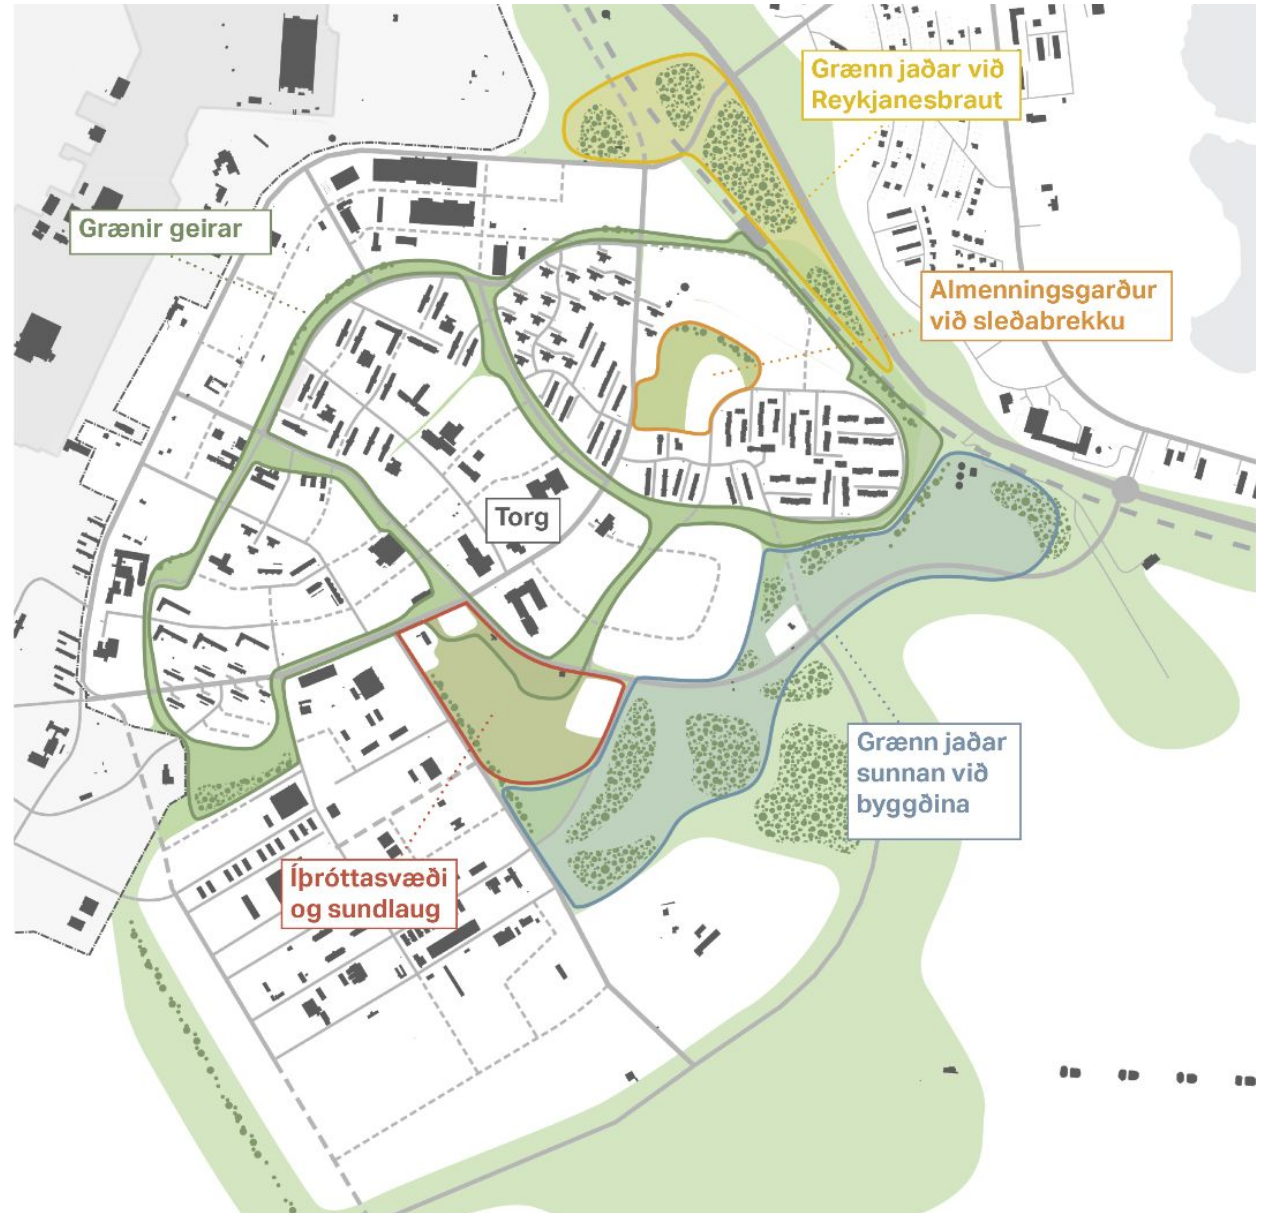 Grænn jaðar við
Reykjanesbraut
Grænir geirar
Almenningsgarður
við sleðabrekku
Torg
Grænn jaðar
sunnan við
byggðina
Íþróttasvæði
og sundlaug